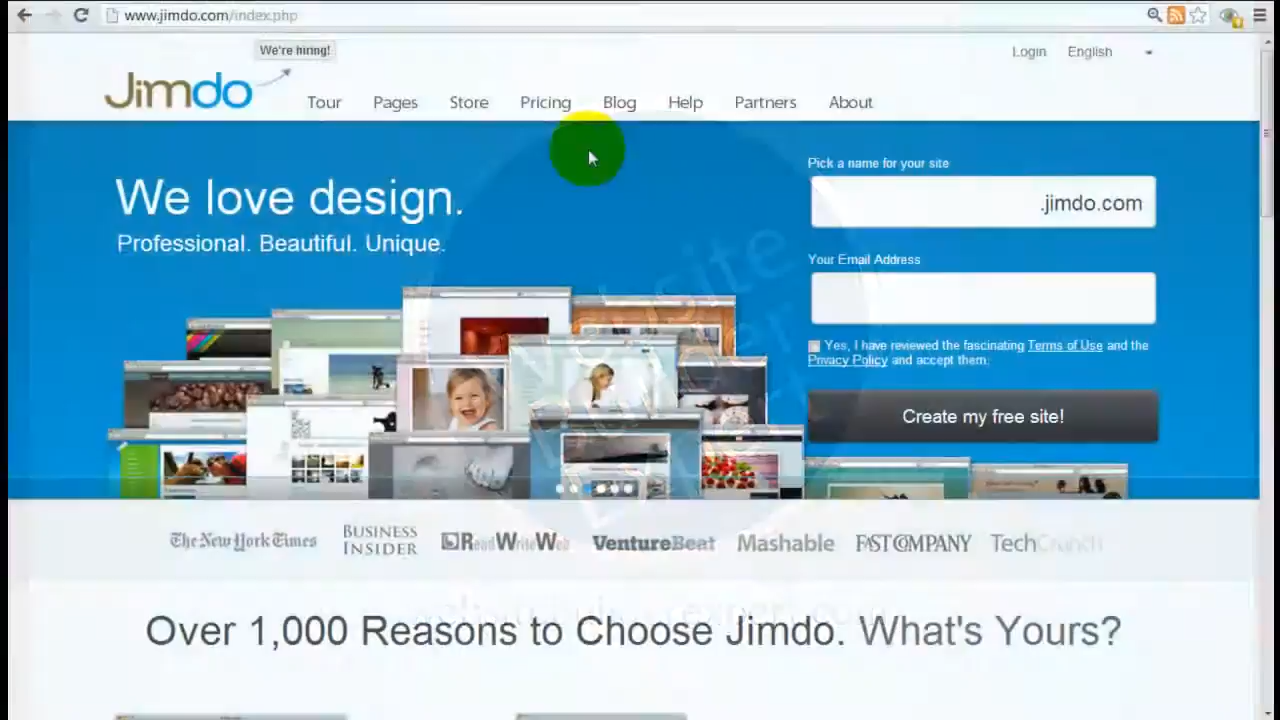 www.jimdo.com/index.php
We're hiring!
Login English
Jimdo
Tour Pages Store Pricing Blog Help Partners About
Pick a name for your site
.jimdo.com
We love design.
Professional. Beautiful. Unique.
Your Email Address
Yes, I have reviewed the fascinating Terms of Use and the
Privacy Policy and accept them.
Create my free site!
The New York Times BUSINESS INSIDER ReadWriteWeb VentureBeat Mashable FAST COMPANY TechCrunch
Over 1,000 Reasons to Choose Jimdo. What's Yours?